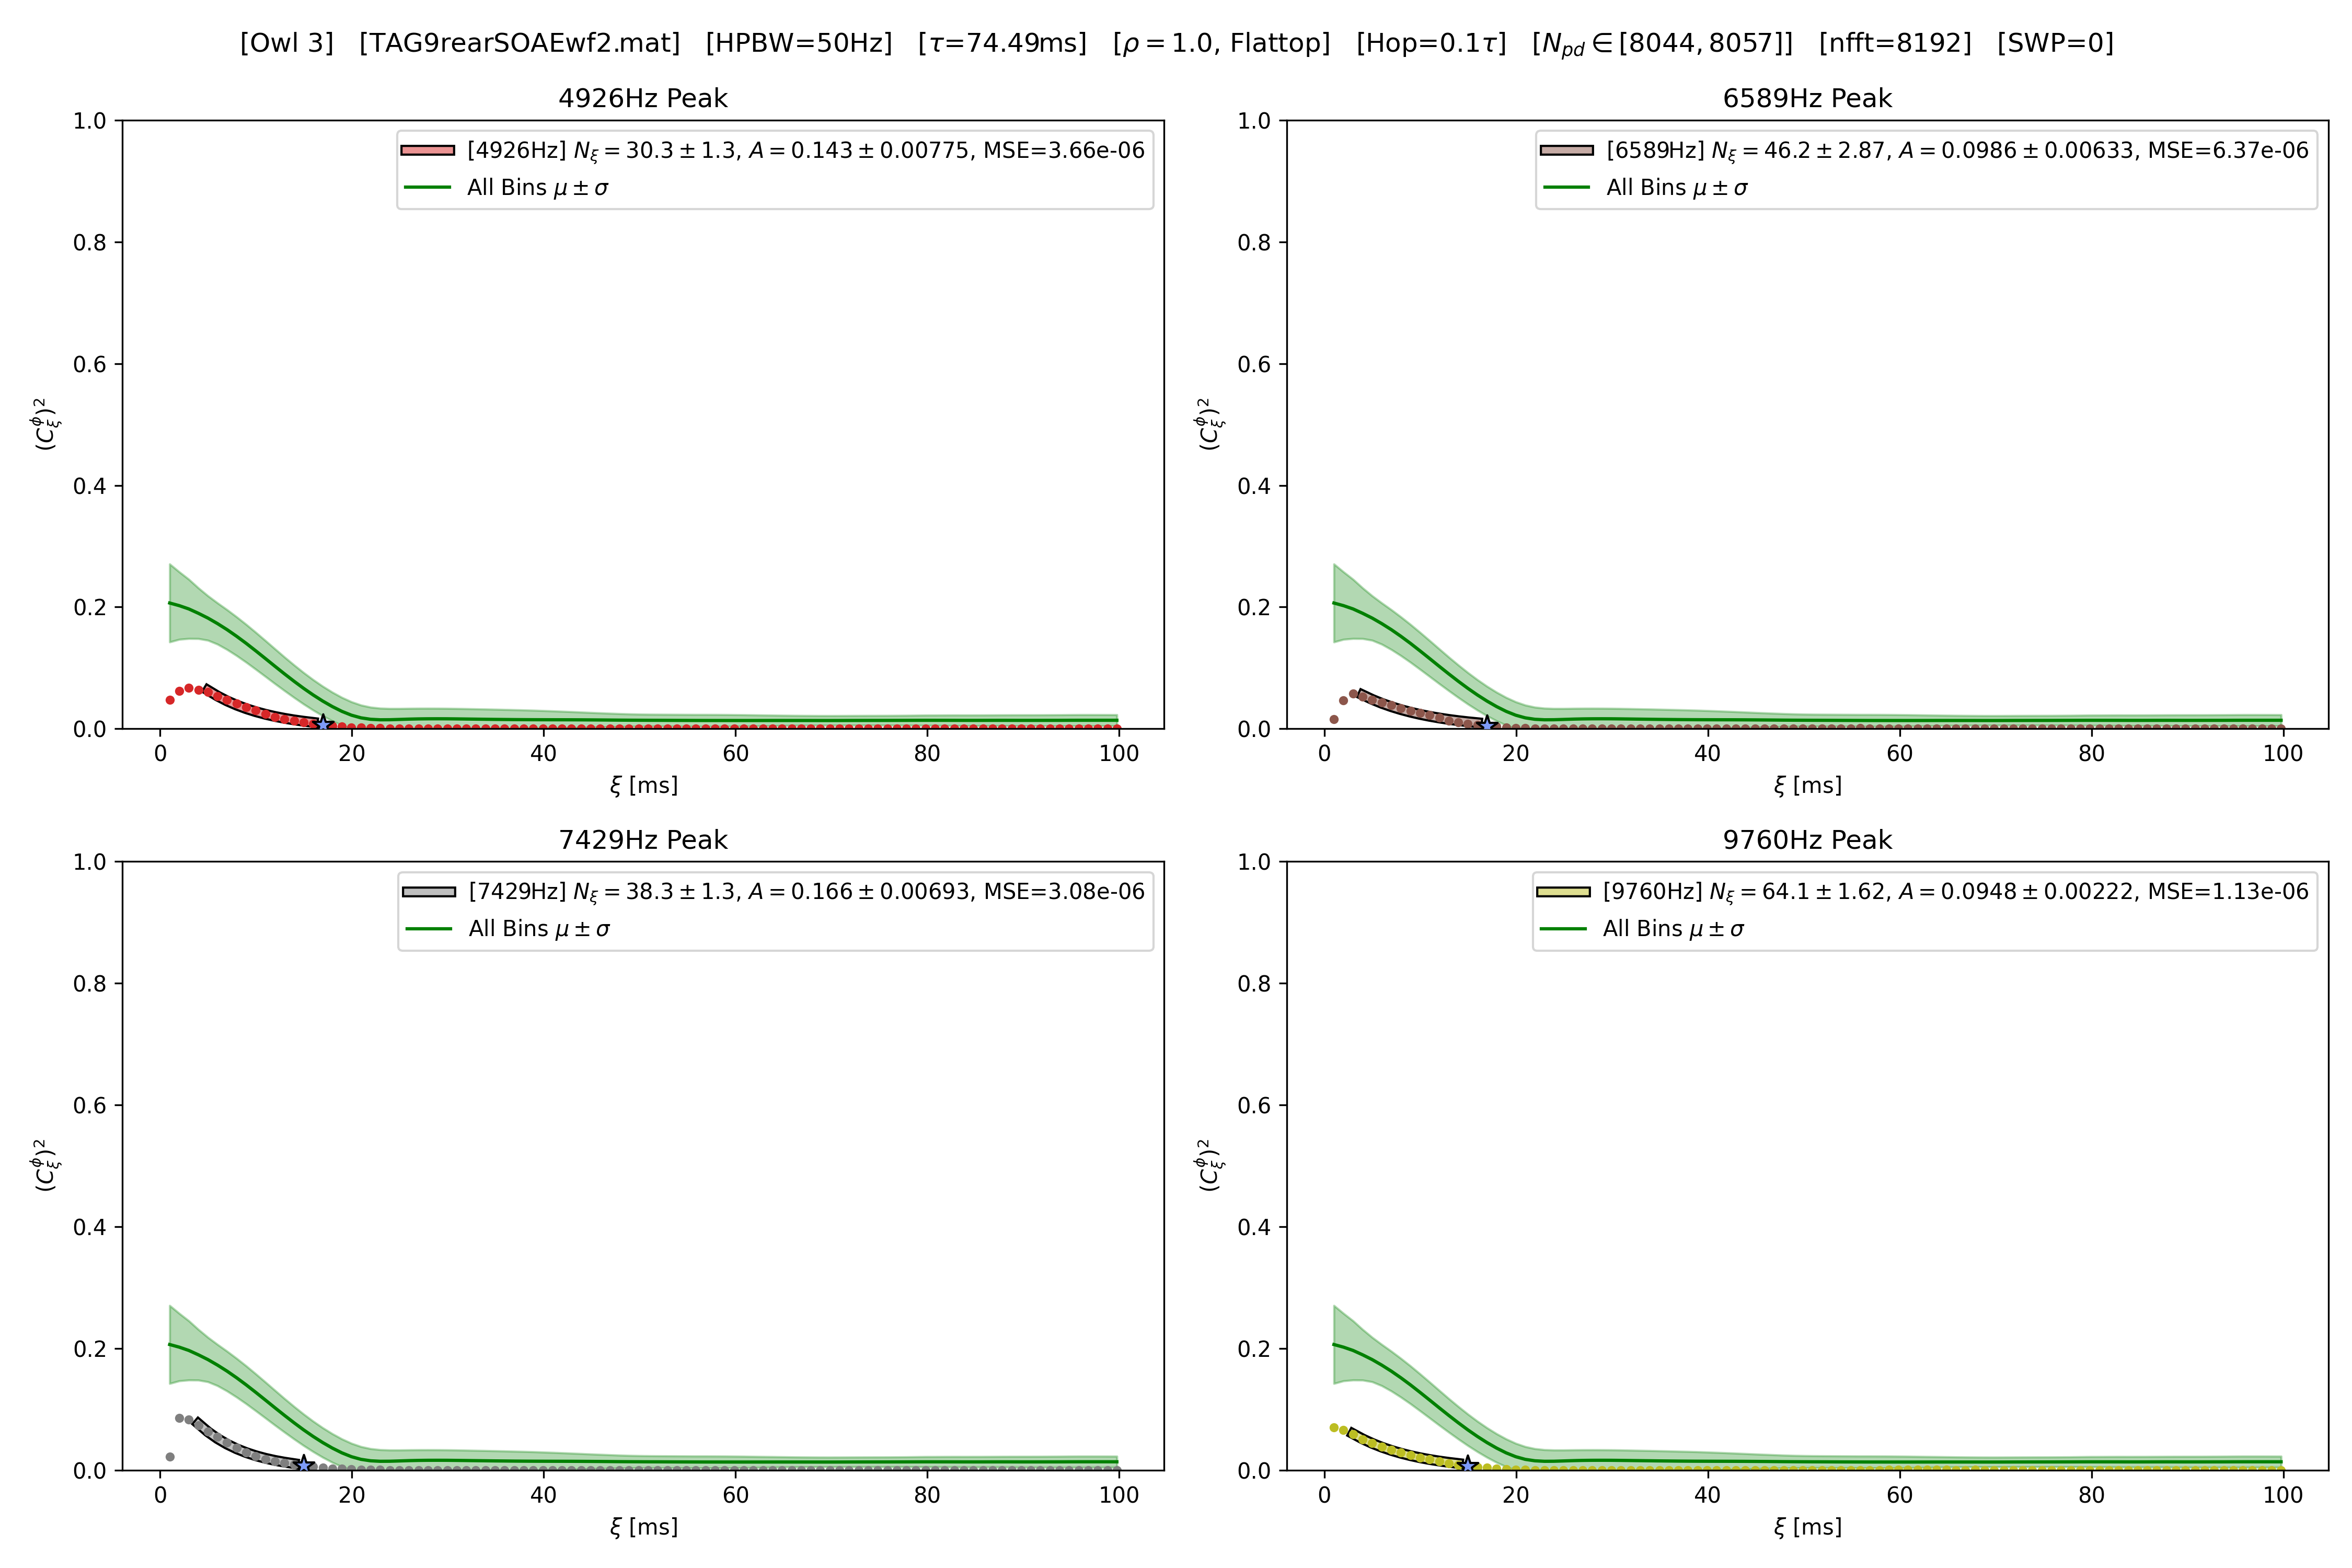 [Owl 3] [TAG9rearSOAEwf2.mat] [HPBW=50Hz] [τ=74.49ms] [ρ = 1.0, Flattop] [Hop=0.1τ] [N_pd ∈ [8044, 8057]] [nfft=8192] [SWP=0]
4926Hz Peak
[4926Hz] N_ξ = 30.3 ± 1.3, A = 0.143 ± 0.00775, MSE=3.66e-06
All Bins μ ± σ
1.0
0.8
0.6
0.4
0.2
0.0
(C_ξ^ϕ)²
0 20 40 60 80 100
ξ [ms]
6589Hz Peak
[6589Hz] N_ξ = 46.2 ± 2.87, A = 0.0986 ± 0.00633, MSE=6.37e-06
All Bins μ ± σ
1.0
0.8
0.6
0.4
0.2
0.0
(C_ξ^ϕ)²
0 20 40 60 80 100
ξ [ms]
7429Hz Peak
[7429Hz] N_ξ = 38.3 ± 1.3, A = 0.166 ± 0.00693, MSE=3.08e-06
All Bins μ ± σ
1.0
0.8
0.6
0.4
0.2
0.0
(C_ξ^ϕ)²
0 20 40 60 80 100
ξ [ms]
9760Hz Peak
[9760Hz] N_ξ = 64.1 ± 1.62, A = 0.0948 ± 0.00222, MSE=1.13e-06
All Bins μ ± σ
1.0
0.8
0.6
0.4
0.2
0.0
(C_ξ^ϕ)²
0 20 40 60 80 100
ξ [ms]